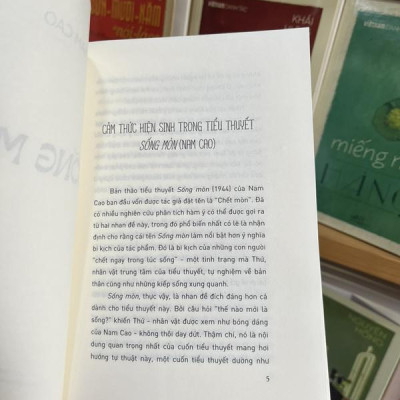 CẢM THỨC HIỆN SINH TRONG TIỂU THUYẾT
SỐNG MÒN (NAM CAO)
Bản thảo tiểu thuyết Sống mòn (1944) của Nam
Cao ban đầu vốn được tác giả đặt tên là "Chết mòn". Đã
có nhiều nghiên cứu phân tích hàm ý có thể được gợi ra
từ hai nhan đề này, trong đó phổ biến nhất có lẽ là nhận
định cho rằng cái tên Sống mòn làm nổi bật hơn ý nghĩa
bi kịch của tác phẩm. Đó là bi kịch của những con người
"chết ngay trong lúc sống" - một tình trạng mà Thứ,
nhân vật trung tâm của tiểu thuyết, tự nghiệm về bản
thân cũng như những kiếp sống xung quanh.
Sống mòn, thực vậy, là nhan đề đích đáng hơn cả
dành cho tiểu thuyết này. Bởi câu hỏi "thế nào mới là
sống?" khiến Thứ - nhân vật được xem như bóng dáng
của Nam Cao - không thôi day dứt. Thậm chí, nó là nội
dung quan trọng nhất của cuốn tiểu thuyết mang hơi
hướng tự thuật này, một cuốn tiểu thuyết dường như
5
KHÁI
miếng n